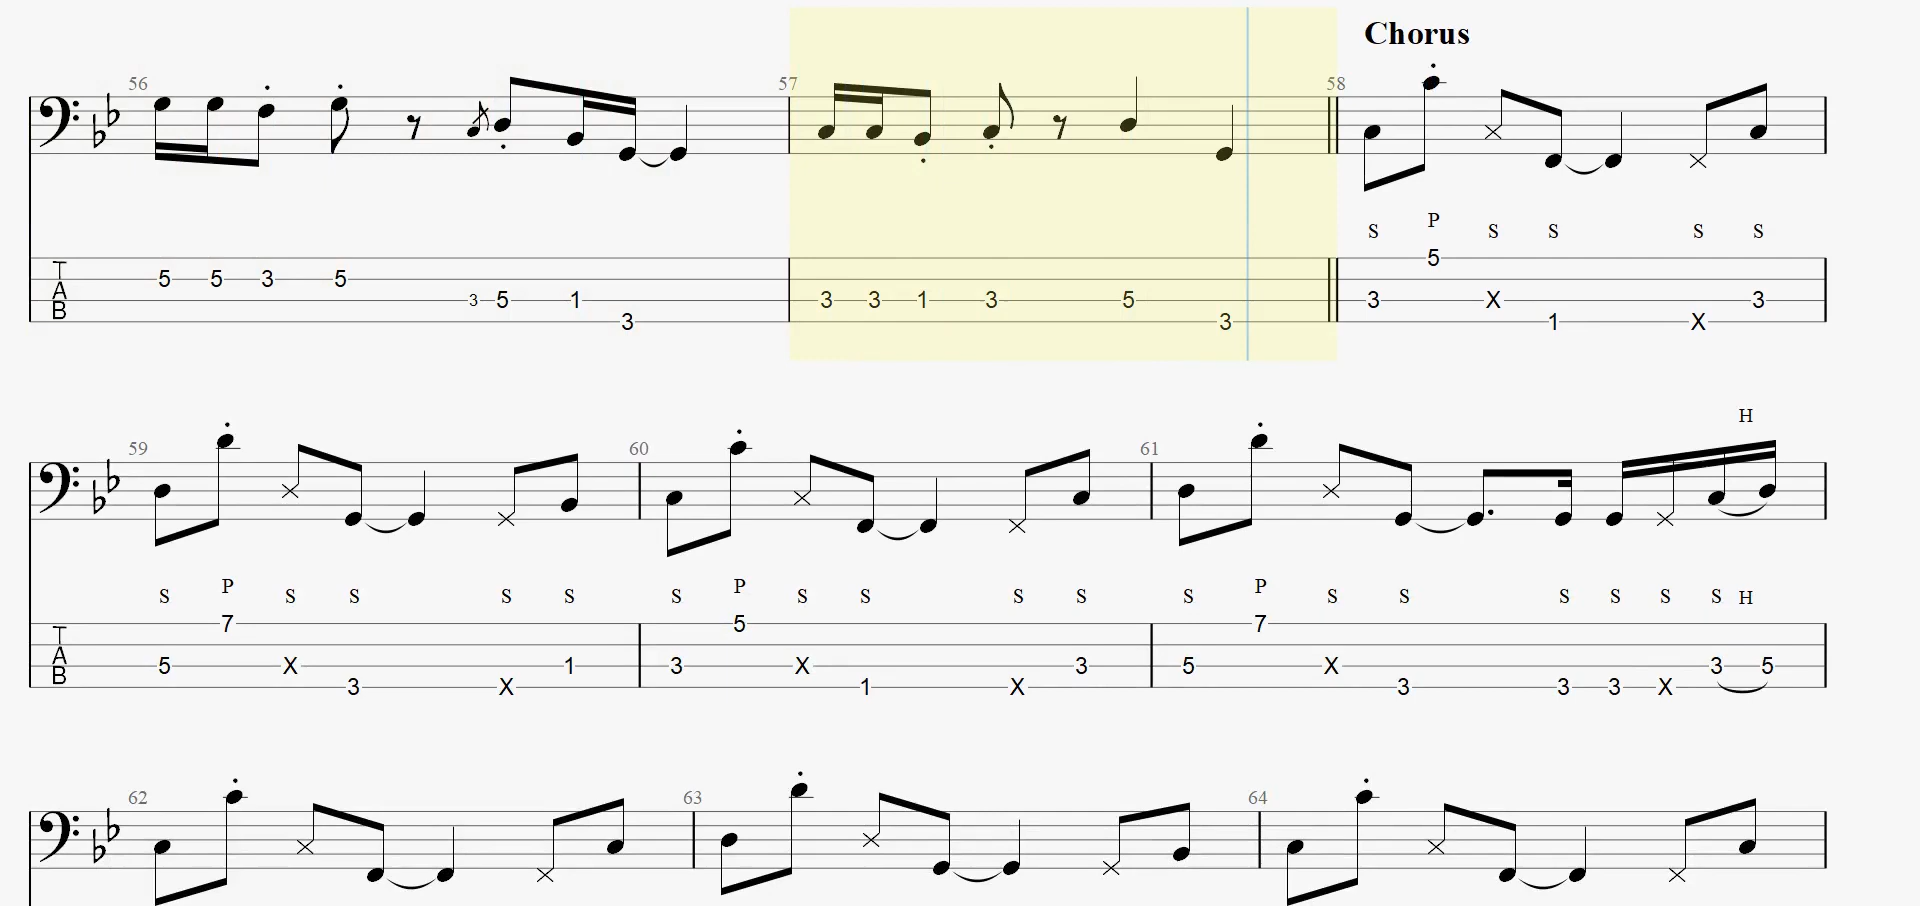 Chorus
56 57 58
S P S S S S
5
5 5 3 5
3 5 1 3 3 1 3 5 3 X 3
3 3 1 X
H
59 60 61
S P S S S S S P S S S S S P S S S S S S H
7 5 7
5 X 1 3 X 3 5 X 3 5
3 X 1 X 3 3 3 X
62 63 64